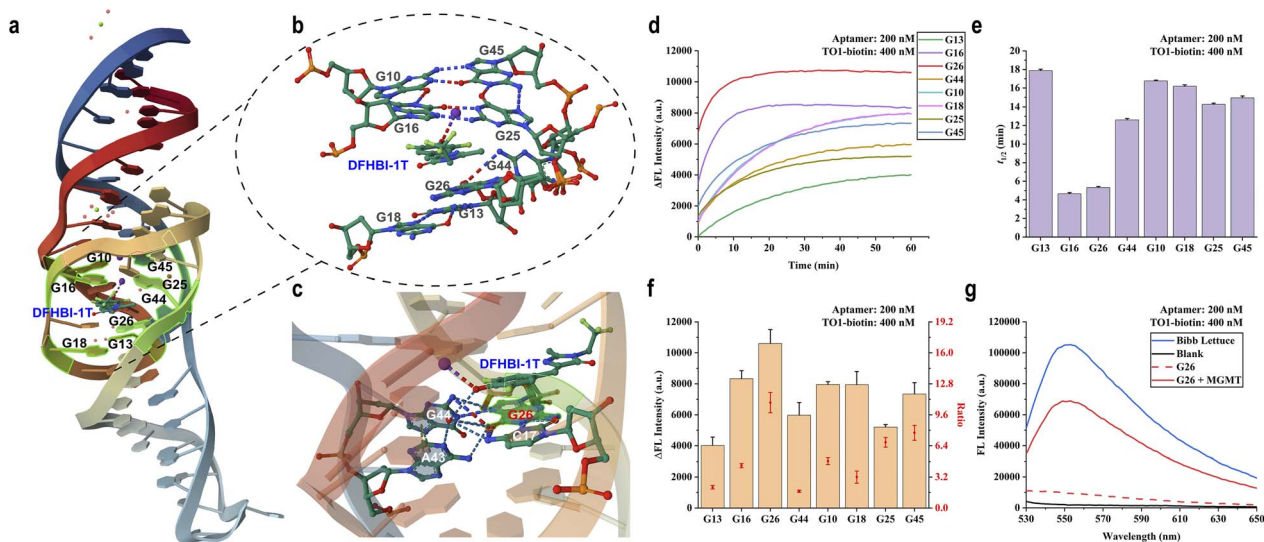 a
G10
G45
G16
G25
G44
DFHBI-1T
G26
G18
G13
b
G45
G10
G16
G25
DFHBI-1T
G44
G26
G18
G13
c
DFHBI-1T
G44
G26
C17
A43
d
Aptamer: 200 nM
TO1-biotin: 400 nM
12000
10000
8000
6000
4000
2000
0
ΔFL Intensity (a.u.)
0 10 20 30 40 50 60
Time (min)
G13
G16
G26
G44
G10
G18
G25
G45
e
Aptamer: 200 nM
TO1-biotin: 400 nM
20
18
16
14
12
10
8
6
4
2
0
t1/2 (min)
G13 G16 G26 G44 G10 G18 G25 G45
f
Aptamer: 200 nM
TO1-biotin: 400 nM
12000
10000
8000
6000
4000
2000
0
ΔFL Intensity (a.u.)
19.2
16.0
12.8
9.6
6.4
3.2
0.0
Ratio
G13 G16 G26 G44 G10 G18 G25 G45
g
Aptamer: 200 nM
TO1-biotin: 400 nM
120000
100000
80000
60000
40000
20000
0
FL Intensity (a.u.)
530 550 570 590 610 630 650
Wavelength (nm)
Bibb Lettuce
Blank
G26
G26 + MGMT